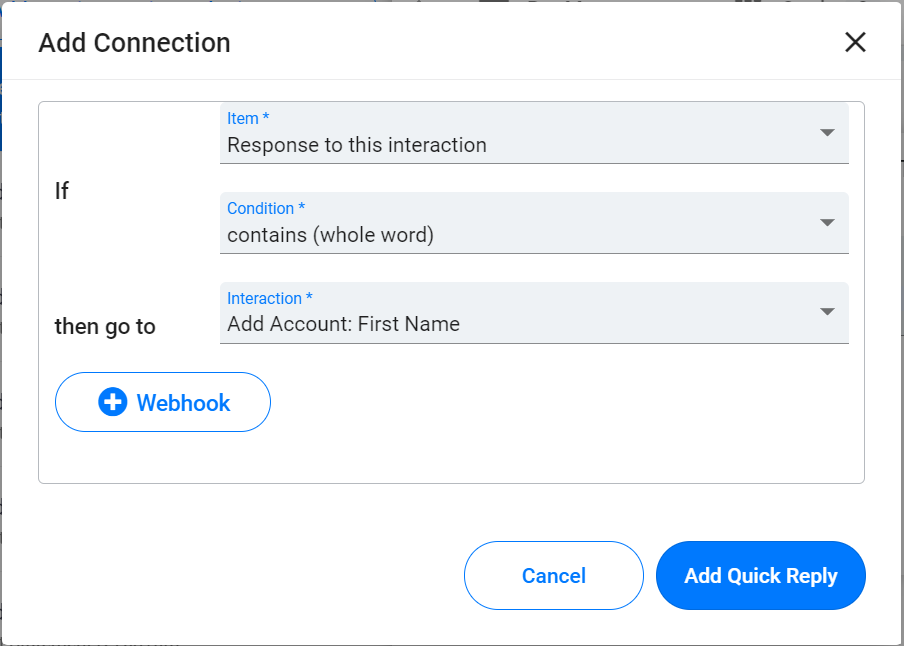 Add Connection
Item *
Response to this interaction
If
Condition *
contains (whole word)
Interaction *
then go to
Add Account: First Name
Webhook
Cancel
Add Quick Reply